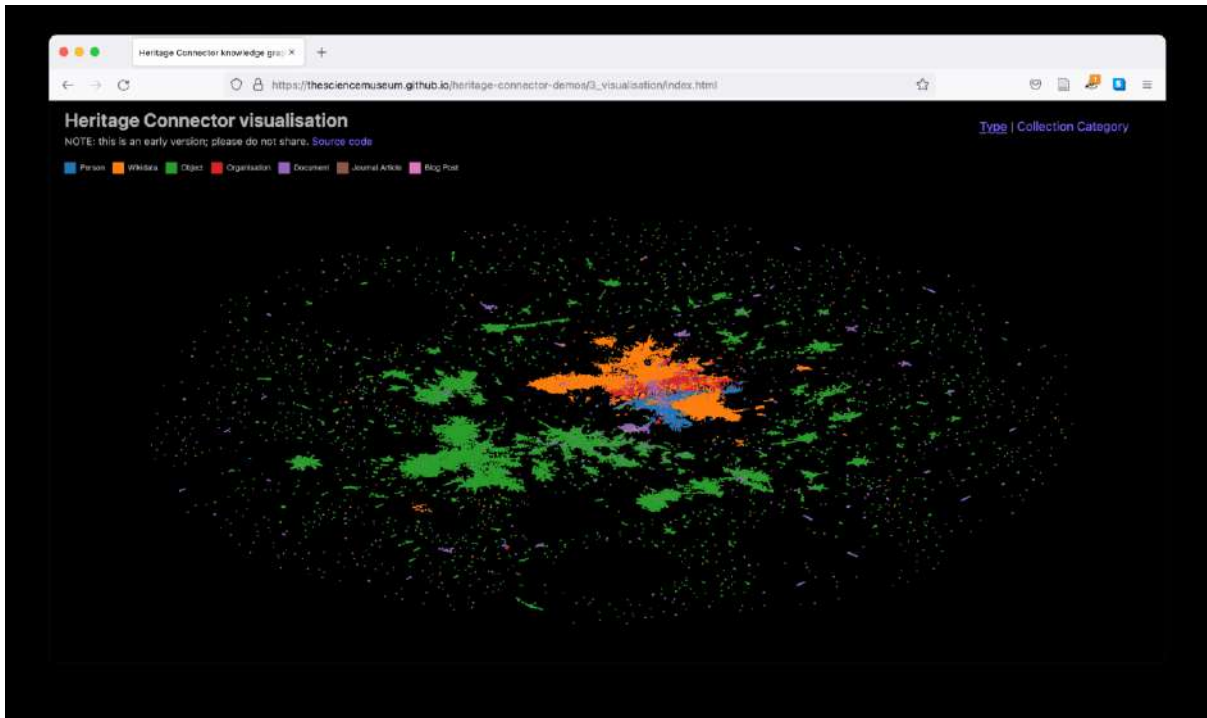 Heritage Connector knowledge grap
https://thesciencemuseum.github.io/heritage-connector-demos/3_visualisation/index.html
Heritage Connector visualisation
Type | Collection Category
NOTE: this is an early version; please do not share. Source code
Person Wikidata Object Organisation Document Journal Article Blog Post